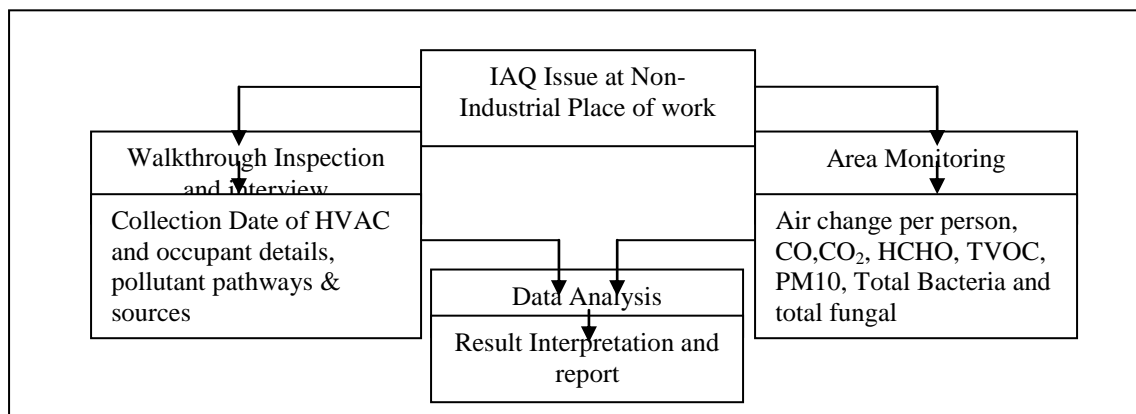 IAQ Issue at Non-
Industrial Place of work
Walkthrough Inspection
and interview
Area Monitoring
Collection Date of HVAC
and occupant details,
pollutant pathways &
sources
Air change per person,
CO,CO₂, HCHO, TVOC,
PM10, Total Bacteria and
total fungal
Data Analysis
Result Interpretation and
report